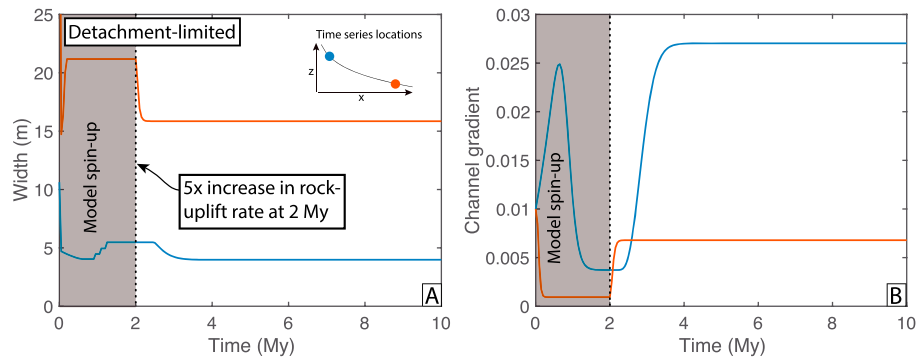 25
20
15
10
5
0
Width (m)
Detachment-limited
Time series locations
z
x
Model spin-up
5x increase in rock-
uplift rate at 2 My
A
0
2
4
6
8
10
Time (My)
0.03
0.025
0.02
0.015
0.01
0.005
0
Channel gradient
Model spin-up
B
0
2
4
6
8
10
Time (My)